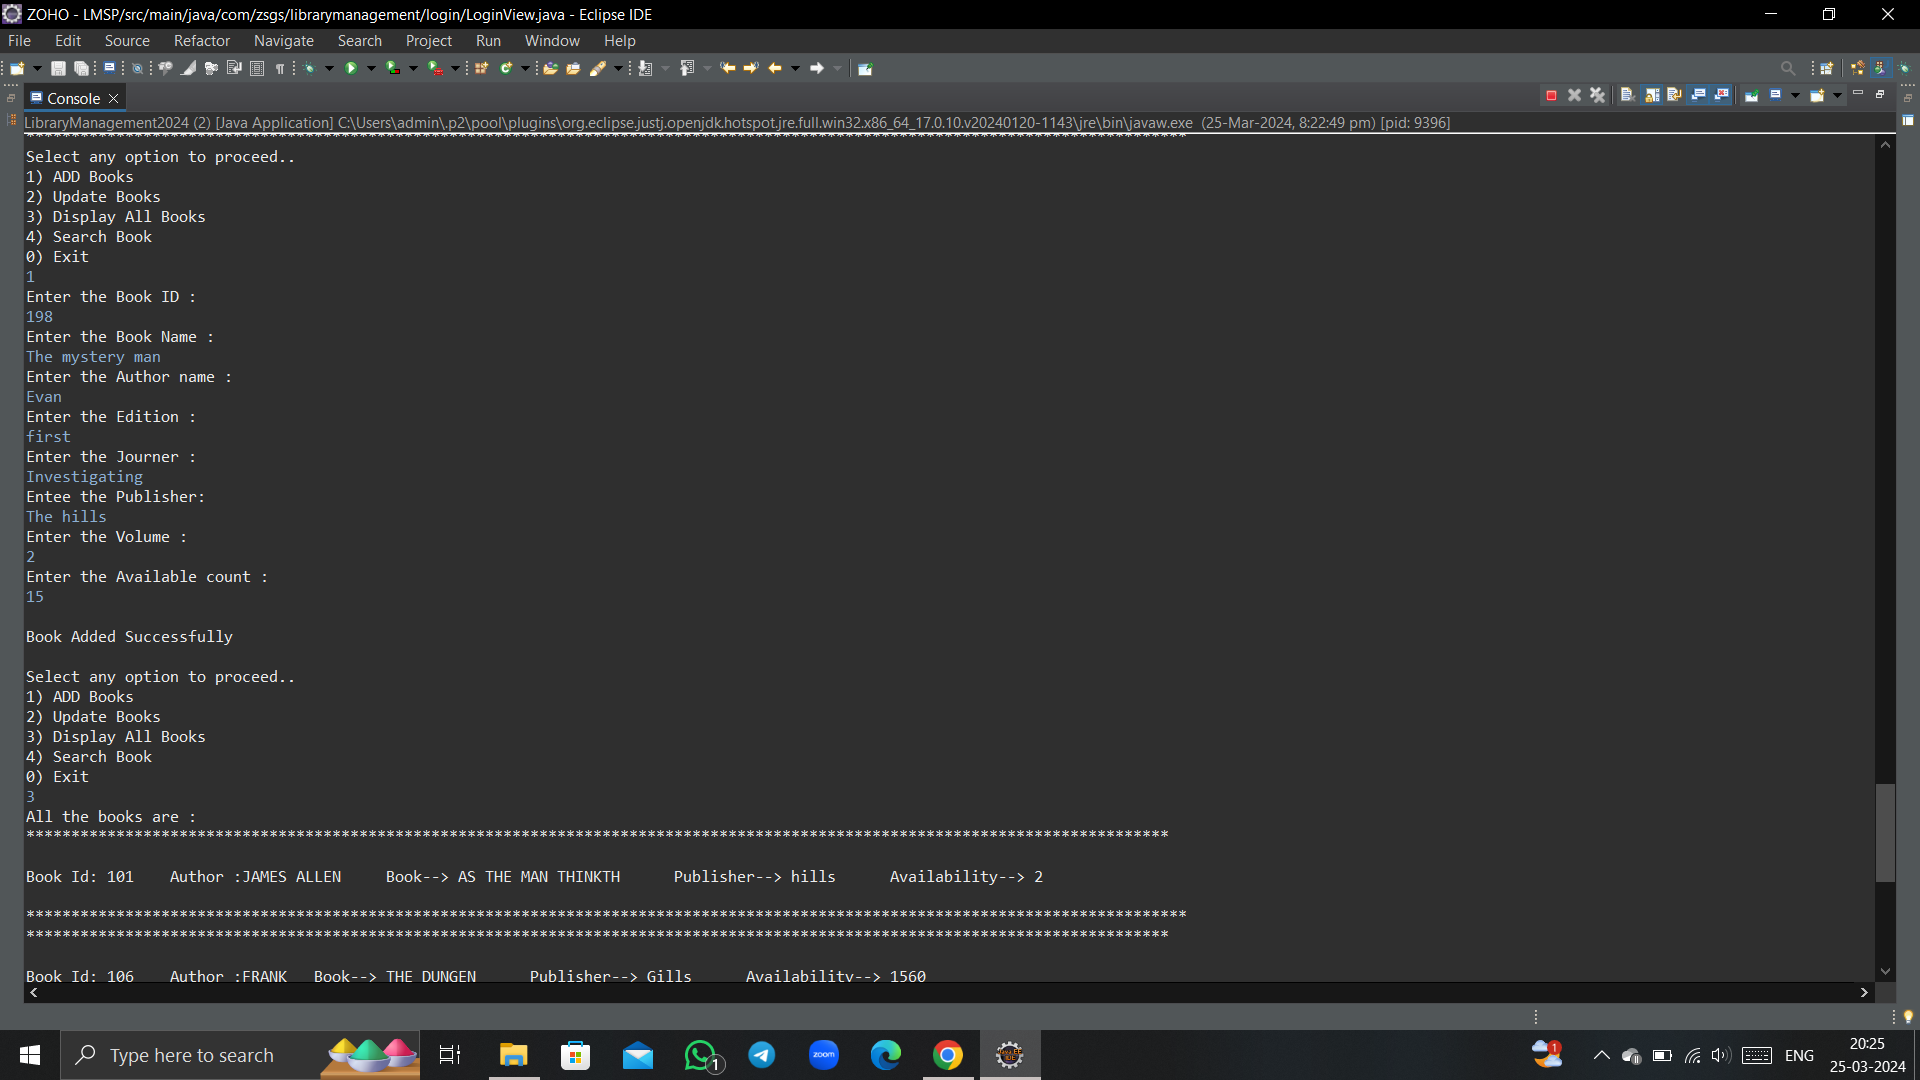 ZOHO - LMSP/src/main/java/com/zsgs/librarymanagement/login/LoginView.java - Eclipse IDE
File Edit Source Refactor Navigate Search Project Run Window Help
Console
LibraryManagement2024 (2) [Java Application] C:\Users\admin\.p2\pool\plugins\org.eclipse.justj.openjdk.hotspot.jre.full.win32.x86_64_17.0.10.v20240120-1143\jre\bin\javaw.exe (25-Mar-2024, 8:22:49 pm) [pid: 9396]
Select any option to proceed..
1) ADD Books
2) Update Books
3) Display All Books
4) Search Book
0) Exit
1
Enter the Book ID :
198
Enter the Book Name :
The mystery man
Enter the Author name :
Evan
Enter the Edition :
first
Enter the Journer :
Investigating
Entee the Publisher:
The hills
Enter the Volume :
2
Enter the Available count :
15
Book Added Successfully
Select any option to proceed..
1) ADD Books
2) Update Books
3) Display All Books
4) Search Book
0) Exit
3
All the books are :
*******************************************************************************************************************************
Book Id: 101    Author :JAMES ALLEN     Book--> AS THE MAN THINKTH      Publisher--> hills      Availability--> 2
*********************************************************************************************************************************
*******************************************************************************************************************************
Book Id: 106    Author :FRANK   Book--> THE DUNGEN      Publisher--> Gills      Availability--> 1560
Type here to search
zoom
1
1
ENG
20:25
25-03-2024